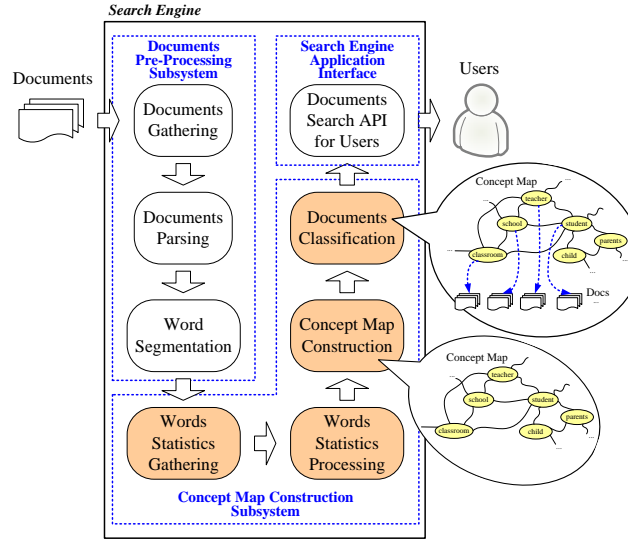 Search Engine
Documents
Pre-Processing
Subsystem
Search Engine
Application
Interface
Documents
Users
Documents
Gathering
Documents
Search API
for Users
Documents
Parsing
Documents
Classification
Word
Segmentation
Concept Map
Construction
Words
Statistics
Gathering
Words
Statistics
Processing
Concept Map Construction
Subsystem
Concept Map
...
teacher
...
school
student
parents
classroom
child
...
...
...
Docs
...
Concept Map
...
teacher
...
school
student
parents
classroom
child
...
...
...